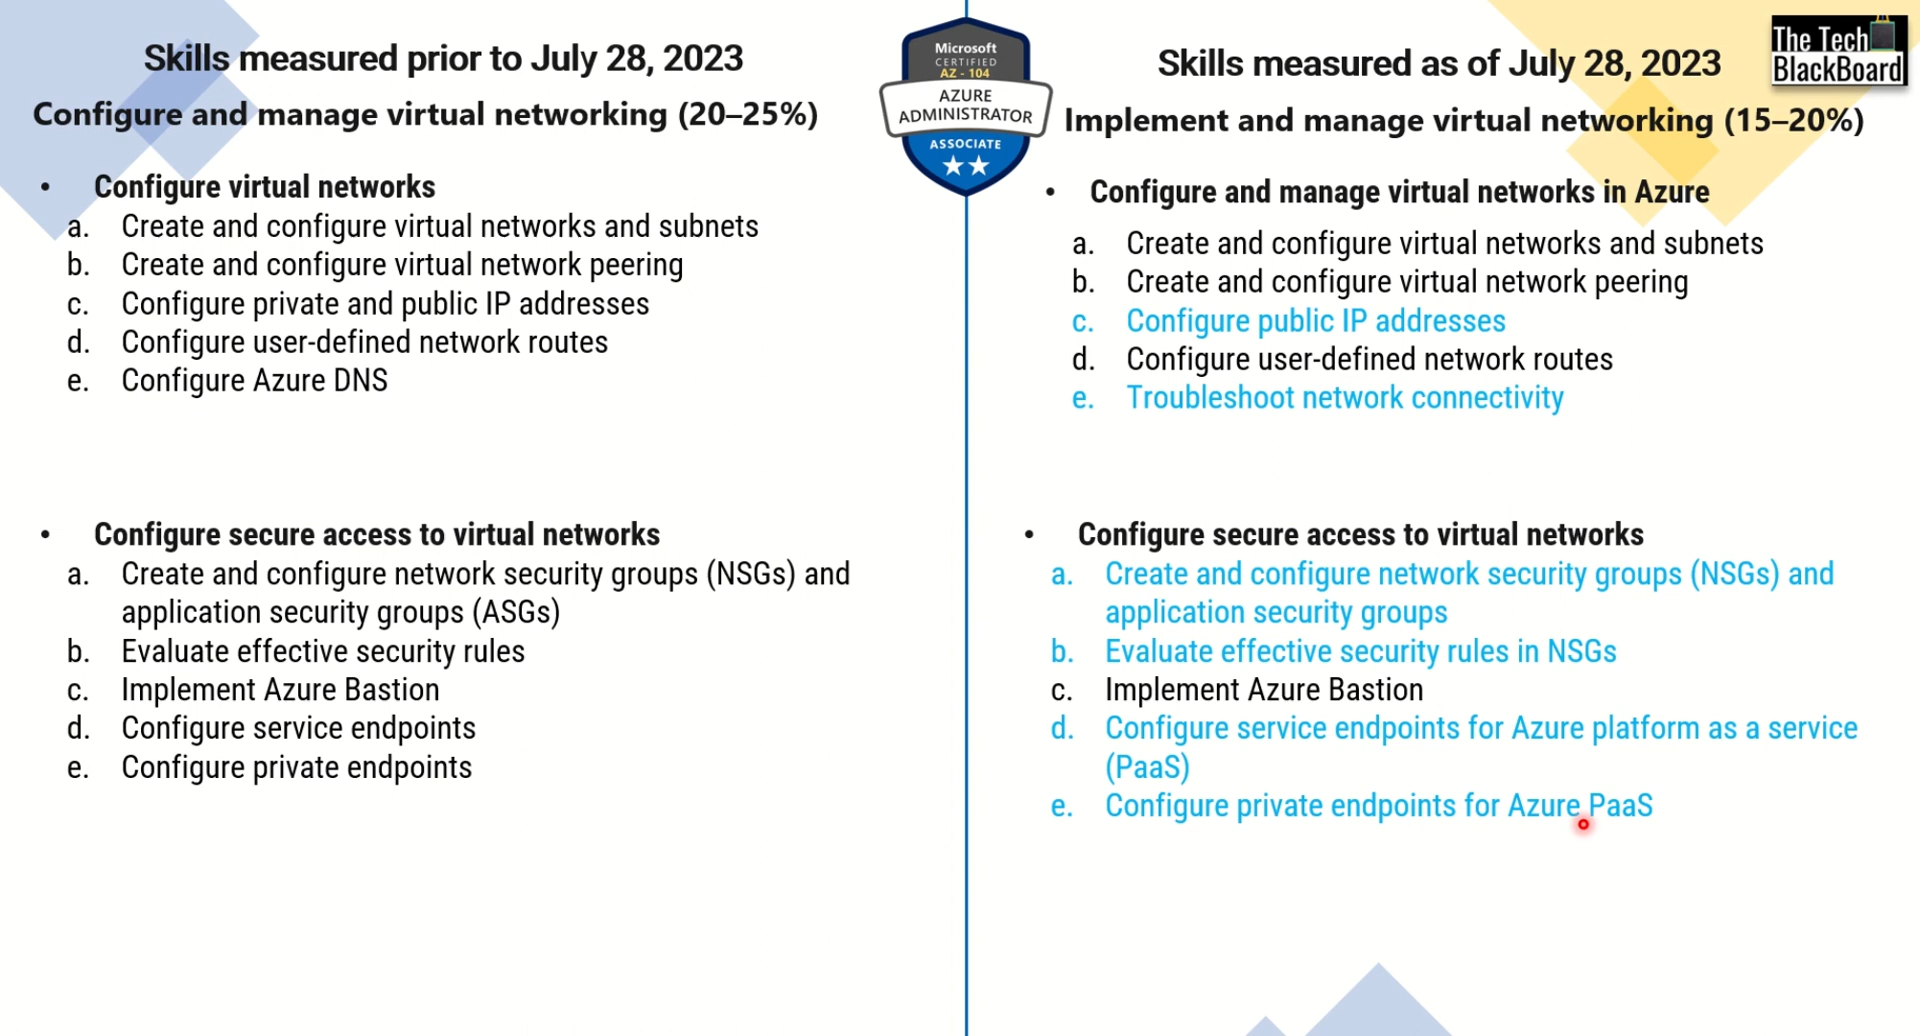 Skills measured prior to July 28, 2023
Configure and manage virtual networking (20–25%)
• Configure virtual networks
a. Create and configure virtual networks and subnets
b. Create and configure virtual network peering
c. Configure private and public IP addresses
d. Configure user-defined network routes
e. Configure Azure DNS
• Configure secure access to virtual networks
a. Create and configure network security groups (NSGs) and
application security groups (ASGs)
b. Evaluate effective security rules
c. Implement Azure Bastion
d. Configure service endpoints
e. Configure private endpoints
Microsoft
CERTIFIED
AZ - 104
AZURE
ADMINISTRATOR
ASSOCIATE
Skills measured as of July 28, 2023
The Tech
BlackBoard
Implement and manage virtual networking (15–20%)
• Configure and manage virtual networks in Azure
a. Create and configure virtual networks and subnets
b. Create and configure virtual network peering
c. Configure public IP addresses
d. Configure user-defined network routes
e. Troubleshoot network connectivity
• Configure secure access to virtual networks
a. Create and configure network security groups (NSGs) and
application security groups
b. Evaluate effective security rules in NSGs
c. Implement Azure Bastion
d. Configure service endpoints for Azure platform as a service
(PaaS)
e. Configure private endpoints for Azure PaaS